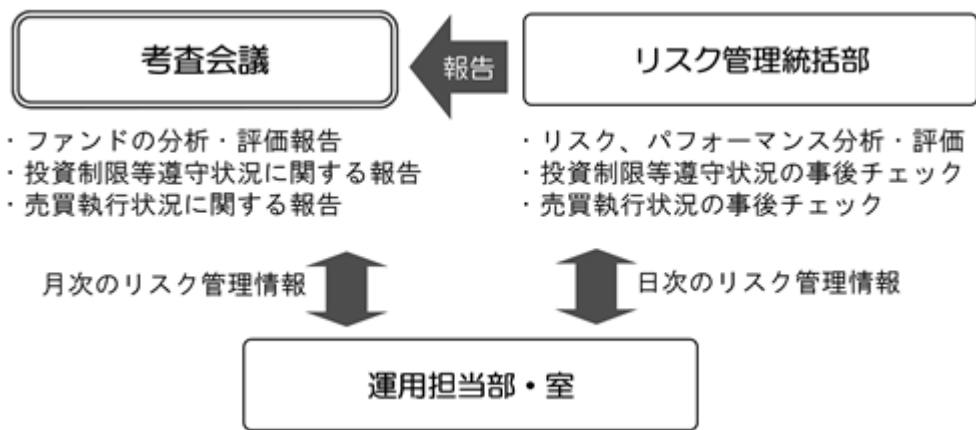 考査会議
報告
リスク管理統括部
・ファンドの分析・評価報告
・投資制限等遵守状況に関する報告
・売買執行状況に関する報告
・リスク、パフォーマンス分析・評価
・投資制限等遵守状況の事後チェック
・売買執行状況の事後チェック
月次のリスク管理情報
日次のリスク管理情報
運用担当部・室